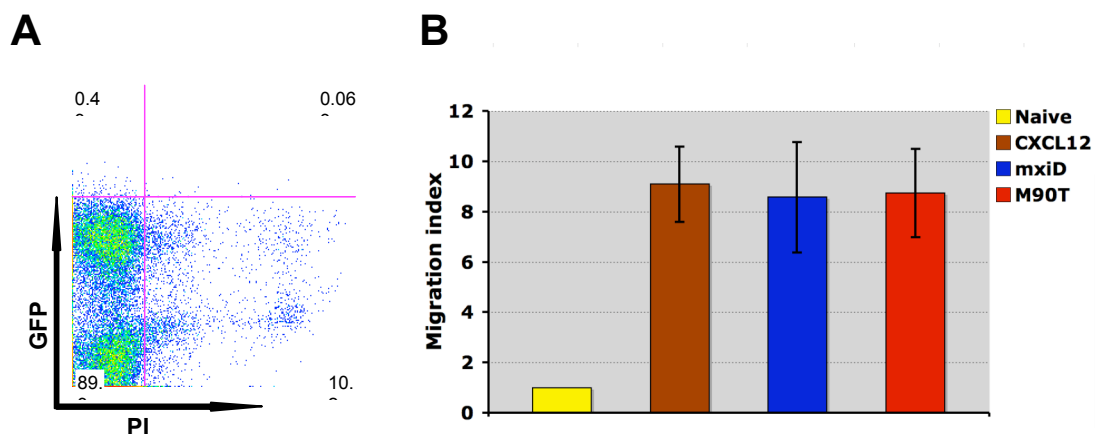 A
B
0.4
0.06
GFP
89.
10.
PI
Migration index
12
10
8
6
4
2
0
Naive
CXCL12
mxiD
M90T